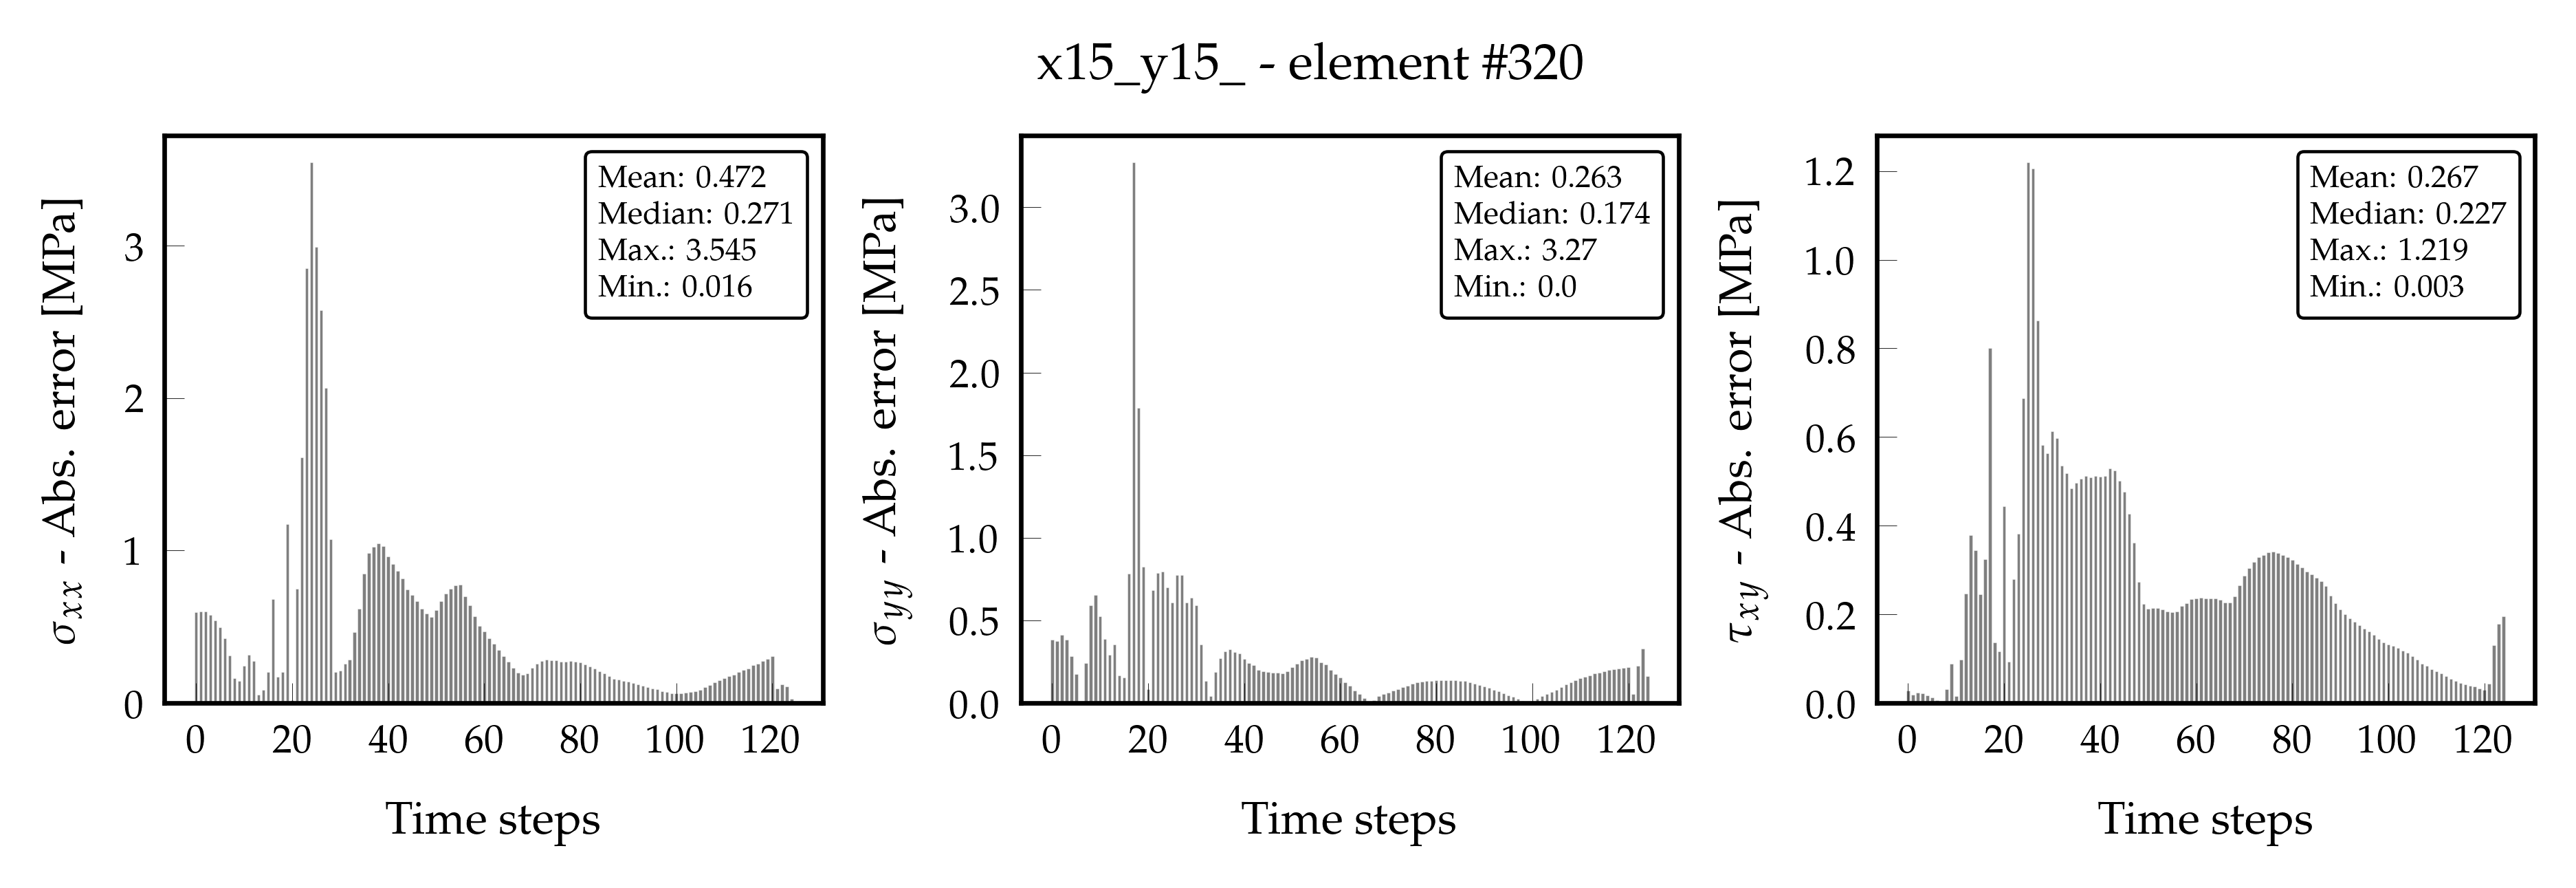 x15_y15_ - element #320
σxx - Abs. error [MPa]
3
2
1
0
0 20 40 60 80 100 120
Time steps
Mean: 0.472
Median: 0.271
Max.: 3.545
Min.: 0.016
σyy - Abs. error [MPa]
3.0
2.5
2.0
1.5
1.0
0.5
0.0
0 20 40 60 80 100 120
Time steps
Mean: 0.263
Median: 0.174
Max.: 3.27
Min.: 0.0
τxy - Abs. error [MPa]
1.2
1.0
0.8
0.6
0.4
0.2
0.0
0 20 40 60 80 100 120
Time steps
Mean: 0.267
Median: 0.227
Max.: 1.219
Min.: 0.003